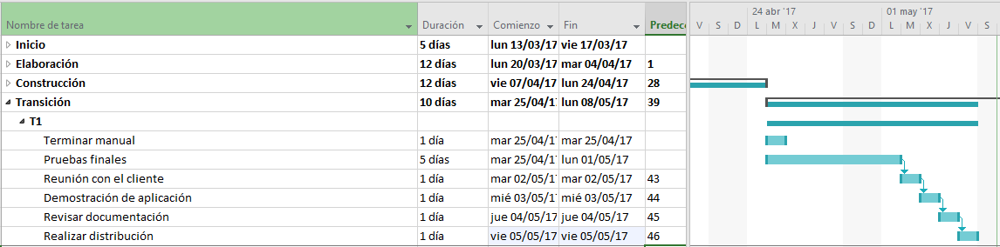 24 abr '17 01 may '17
Nombre de tarea Duración Comienzo Fin Predec V S D L M X J V S D L M X J V S
Inicio 5 días lun 13/03/17 vie 17/03/17
Elaboración 12 días lun 20/03/17 mar 04/04/17 1
Construcción 12 días vie 07/04/17 lun 24/04/17 28
Transición 10 días mar 25/04/1 lun 08/05/17 39
T1
Terminar manual 1 día mar 25/04/1 mar 25/04/17
Pruebas finales 5 días mar 25/04/1 lun 01/05/17
Reunión con el cliente 1 día mar 02/05/1 mar 02/05/17 43
Demostración de aplicación 1 día mié 03/05/1 mié 03/05/17 44
Revisar documentación 1 día jue 04/05/17 jue 04/05/17 45
Realizar distribución 1 día vie 05/05/17 vie 05/05/17 46